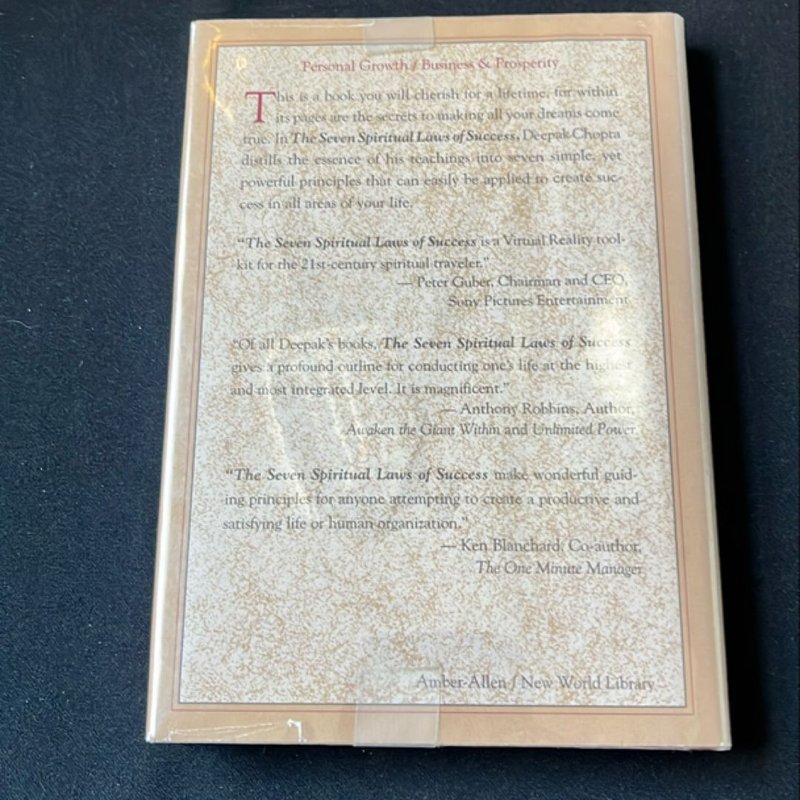 Personal Growth / Business & Prosperity
This is a book you will cherish for a lifetime, for within
its pages are the secrets to making all your dreams come
true. In The Seven Spiritual Laws of Success, Deepak Chopra
distills the essence of his teachings into seven simple, yet
powerful principles that can easily be applied to create suc-
cess in all areas of your life.
“The Seven Spiritual Laws of Success is a Virtual Reality tool-
kit for the 21st-century spiritual traveler.”
— Peter Guber, Chairman and CEO,
Sony Pictures Entertainment
“Of all Deepak’s books, The Seven Spiritual Laws of Success
gives a profound outline for conducting one’s life at the highest
and most integrated level. It is magnificent.”
— Anthony Robbins, Author,
Awaken the Giant Within and Unlimited Power
“The Seven Spiritual Laws of Success make wonderful guid-
ing principles for anyone attempting to create a productive and
satisfying life or human organization.”
— Ken Blanchard, Co-author,
The One Minute Manager
Amber-Allen / New World Library